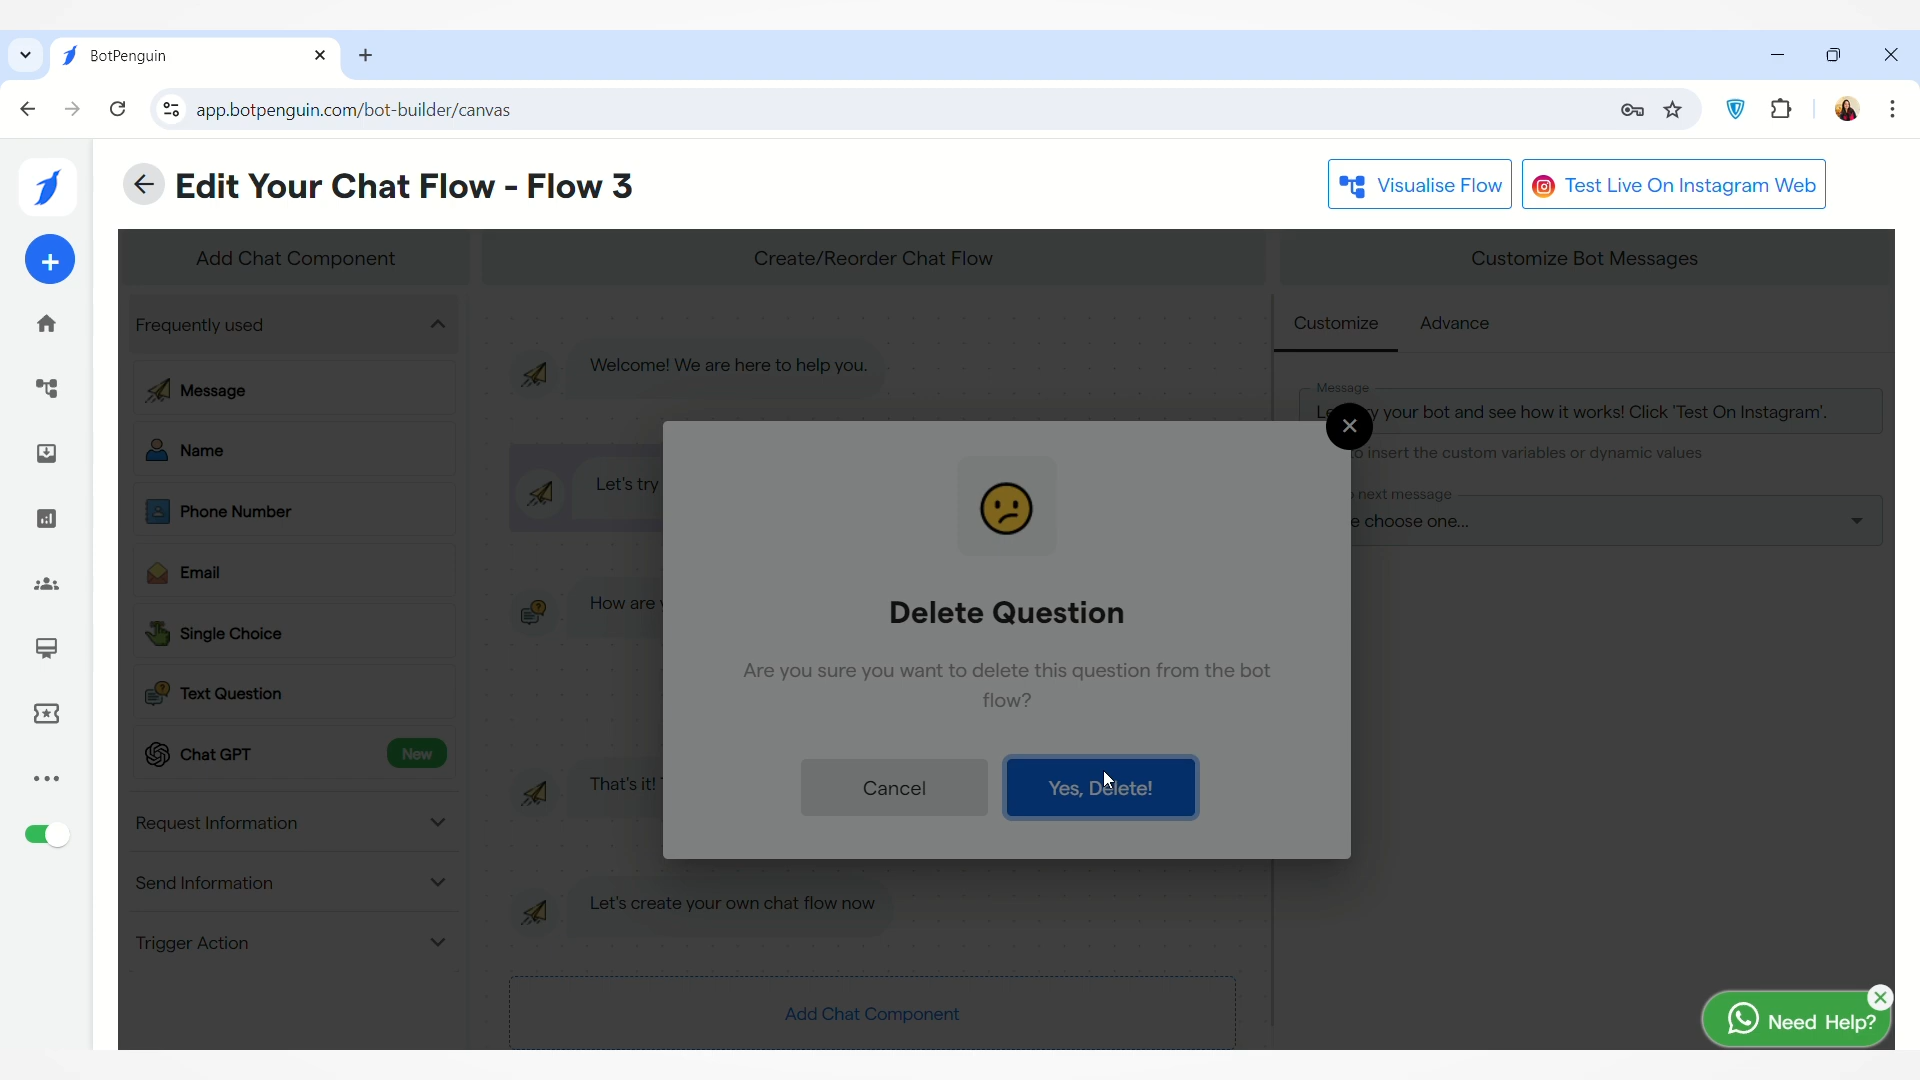 BotPenguin
app.botpenguin.com/bot-builder/canvas
Edit Your Chat Flow - Flow 3
Visualise Flow
Test Live On Instagram Web
Add Chat Component
Create/Reorder Chat Flow
Customize Bot Messages
Frequently used
Message
Name
Phone Number
Email
Single Choice
Text Question
Chat GPT
New
Request Information
Send Information
Trigger Action
Welcome! We are here to help you.
Let's try
How are
That's it!
Let's create your own chat flow now
Add Chat Component
Customize
Advance
Message
your bot and see how it works! Click 'Test On Instagram'.
insert the custom variables or dynamic values
next message
choose one...
Delete Question
Are you sure you want to delete this question from the bot
flow?
Cancel
Yes, Delete!
Need Help?